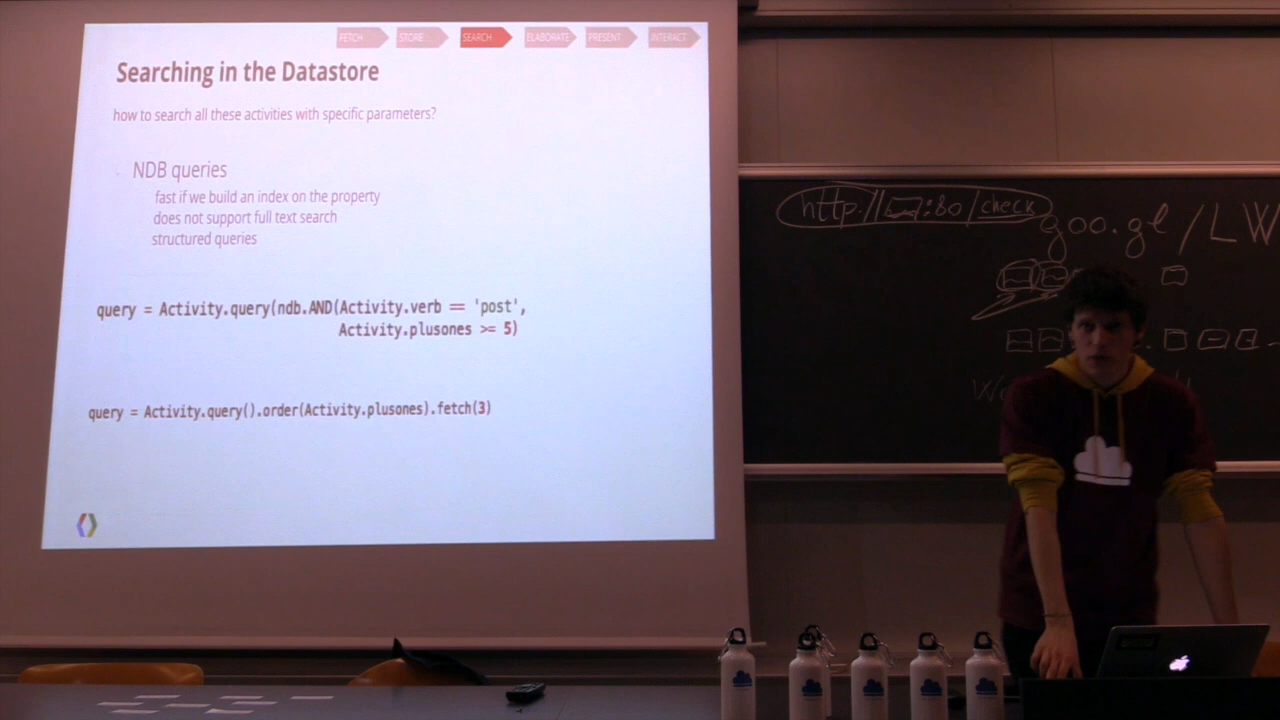 FETCH STORE SEARCH ELABORATE PRESENT INTERACT
Searching in the Datastore
how to search all these activities with specific parameters?
NDB queries
fast if we build an index on the property
does not support full text search
structured queries
query = Activity.query(ndb.AND(Activity.verb == 'post',
Activity.plusones >= 5)
query = Activity.query().order(Activity.plusones).fetch(3)
http://
:80/check
goo.gl/LW